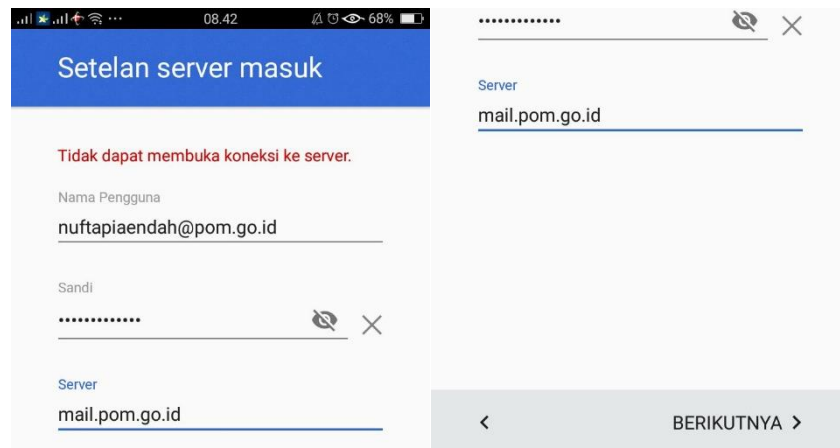 08.42
68%
Setelan server masuk
Tidak dapat membuka koneksi ke server.
Nama Pengguna
nuftapiaendah@pom.go.id
Sandi
•••••••••••••
Server
mail.pom.go.id
•••••••••••••
Server
mail.pom.go.id
BERIKUTNYA